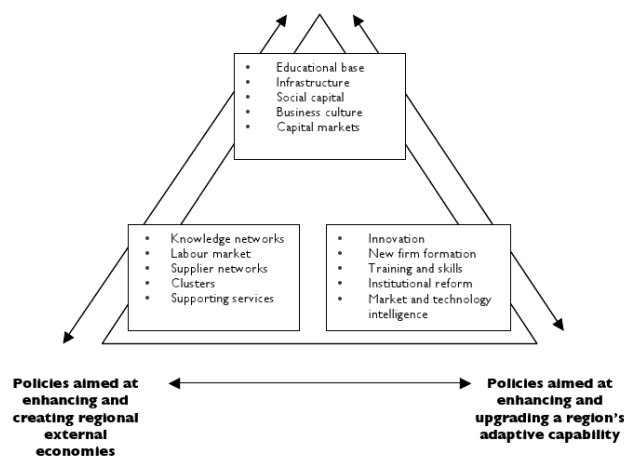 • Educational base
• Infrastructure
• Social capital
• Business culture
• Capital markets
• Knowledge networks
• Labour market
• Supplier networks
• Clusters
• Supporting services
• Innovation
• New firm formation
• Training and skills
• Institutional reform
• Market and technology
intelligence
Policies aimed at
enhancing and
creating regional
external
economies
Policies aimed at
enhancing and
upgrading a region's
adaptive capability